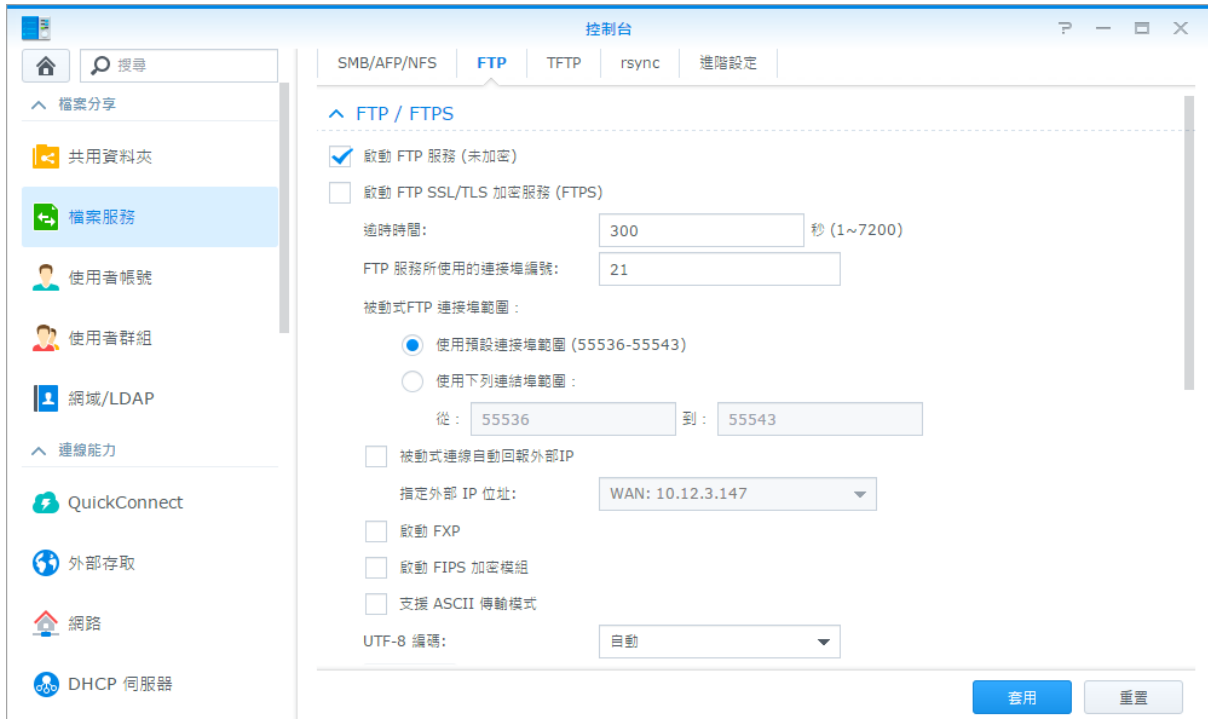 控制台
搜尋
檔案分享
共用資料夾
檔案服務
使用者帳號
使用者群組
網域/LDAP
連線能力
QuickConnect
外部存取
網路
DHCP 伺服器
SMB/AFP/NFS FTP TFTP rsync 進階設定
FTP / FTPS
啟動 FTP 服務 (未加密)
啟動 FTP SSL/TLS 加密服務 (FTPS)
逾時時間: 300 秒 (1~7200)
FTP 服務所使用的連接埠編號: 21
被動式FTP 連接埠範圍：
使用預設連接埠範圍 (55536-55543)
使用下列連結埠範圍：
從： 55536 到： 55543
被動式連線自動回報外部IP
指定外部 IP 位址: WAN: 10.12.3.147
啟動 FXP
啟動 FIPS 加密模組
支援 ASCII 傳輸模式
UTF-8 編碼: 自動
套用 重置